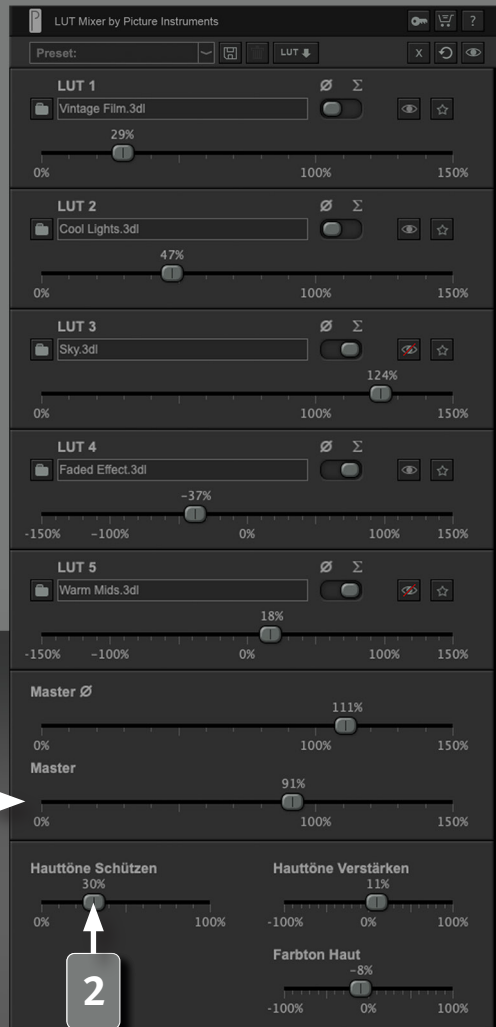 LUT Mixer by Picture Instruments ?
Preset: LUT X
LUT 1 Ø Σ
Vintage Film.3dl
29%
0% 100% 150%
LUT 2 Ø Σ
Cool Lights.3dl
47%
0% 100% 150%
LUT 3 Ø Σ
Sky.3dl
124%
0% 100% 150%
LUT 4 Ø Σ
Faded Effect.3dl
-37%
-150% -100% 0% 100% 150%
LUT 5 Ø Σ
Warm Mids.3dl
18%
-150% -100% 0% 100% 150%
Master Ø
111%
0% 100% 150%
Master
91%
0% 100% 150%
Hauttöne Schützen Hauttöne Verstärken
30% 11%
0% 100% -100% 0% 100%
Farbton Haut
-8%
-100% 0% 100%
2